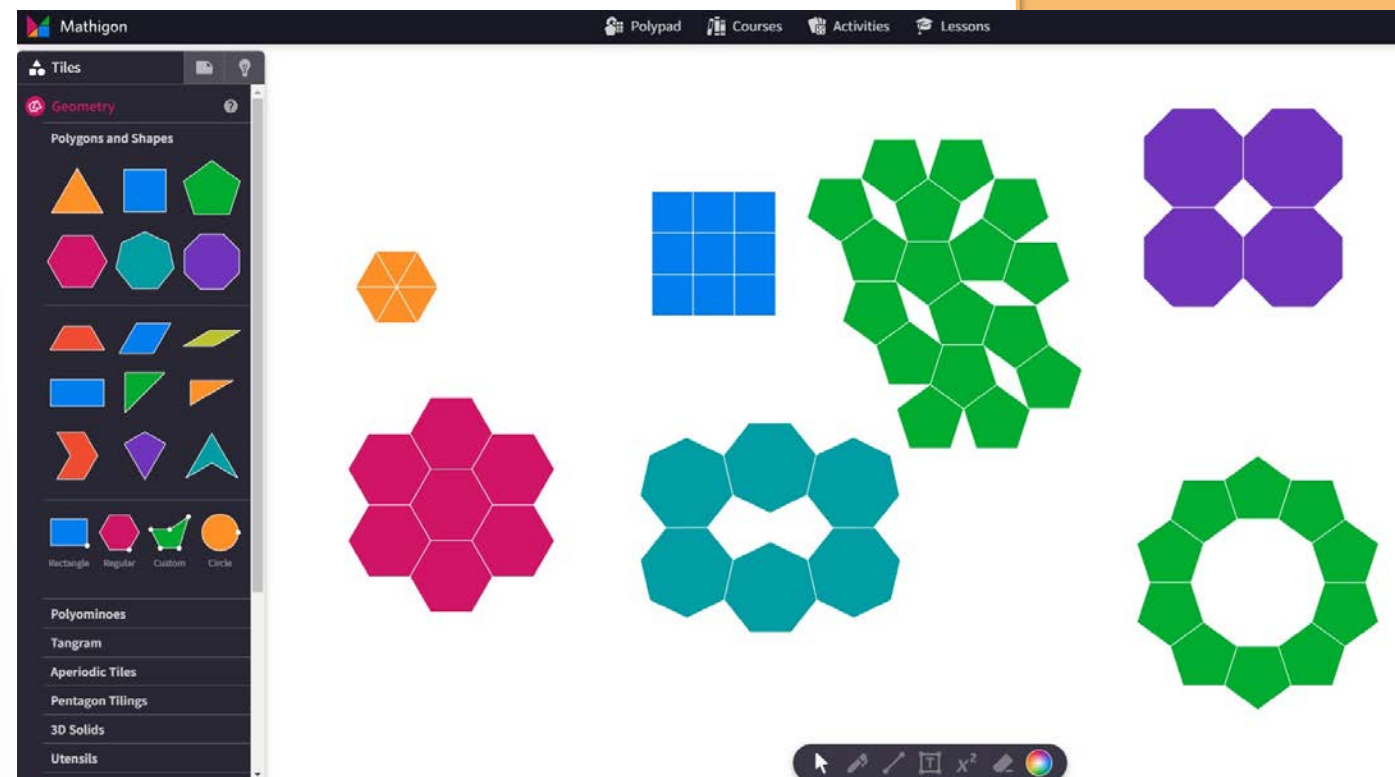 Mathigon
Polypad
Courses
Activities
Lessons
Tiles
Geometry
Polygons and Shapes
Rectangle
Regular
Custom
Circle
Polyominoes
Tangram
Aperiodic Tiles
Pentagon Tilings
3D Solids
Utensils
T
x²